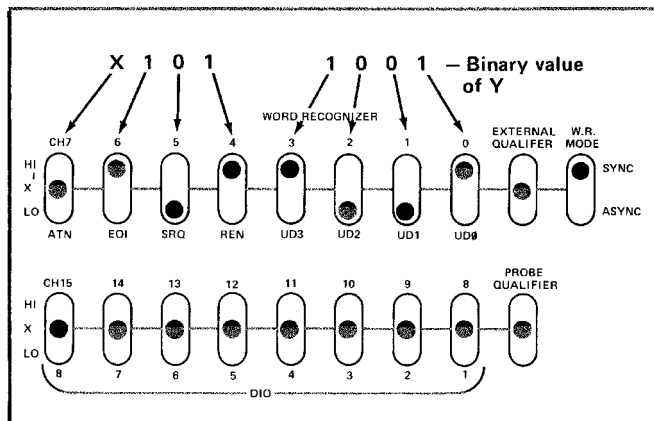 X 1 0 1 1 0 0 1 – Binary value
of Y
WORD RECOGNIZER
CH7 6 5 4 3 2 1 0 EXTERNAL QUALIFER W.R. MODE
HI
X
LO
SYNC
ASYNC
ATN EOI SRQ REN UD3 UD2 UD1 UD0
CH15 14 13 12 11 10 9 8 PROBE QUALIFIER
HI
X
LO
8 7 6 5 4 3 2 1
DIO